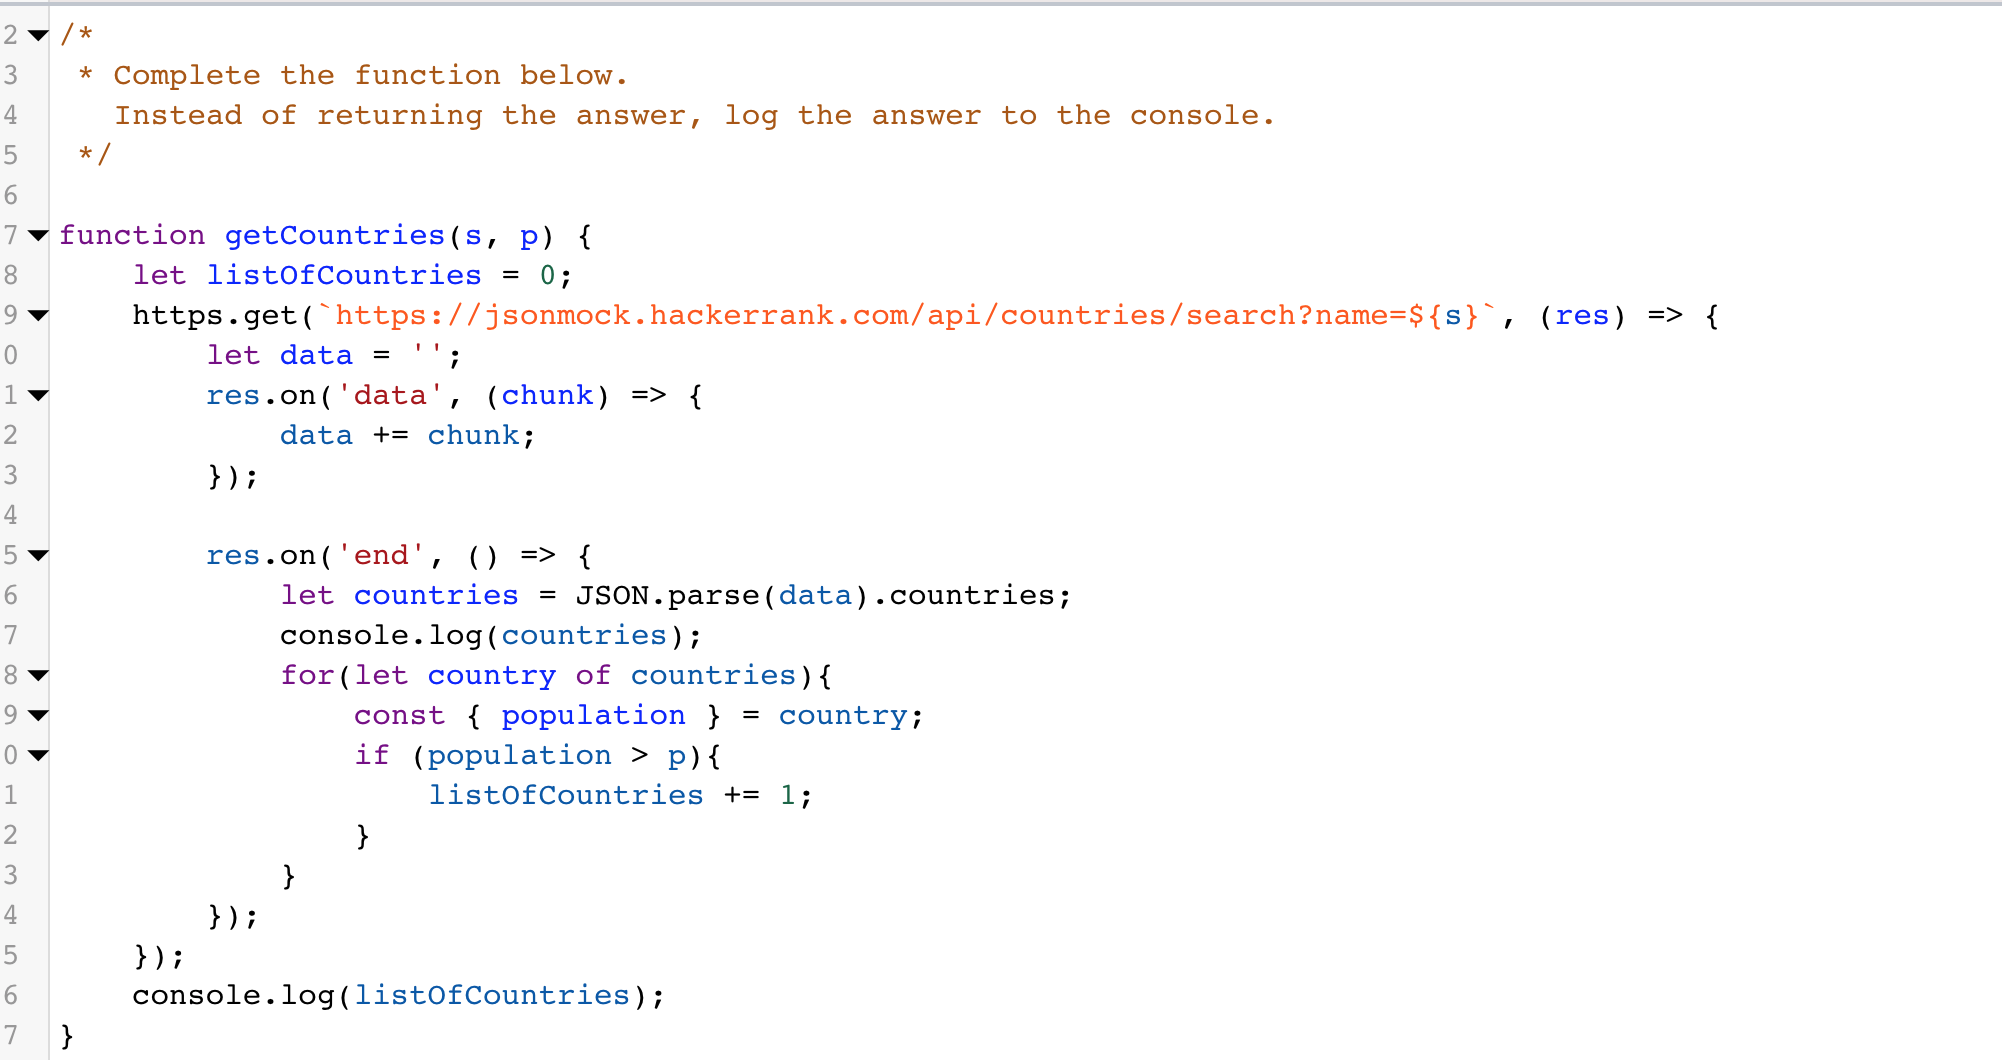 2 /*
3  * Complete the function below.
4    Instead of returning the answer, log the answer to the console.
5  */
6
7 function getCountries(s, p) {
8     let listOfCountries = 0;
9     https.get(`https://jsonmock.hackerrank.com/api/countries/search?name=${s}`, (res) => {
0         let data = '';
1         res.on('data', (chunk) => {
2             data += chunk;
3         });
4
5         res.on('end', () => {
6             let countries = JSON.parse(data).countries;
7             console.log(countries);
8             for(let country of countries){
9                 const { population } = country;
0                 if (population > p){
1                     listOfCountries += 1;
2                 }
3             }
4         });
5     });
6     console.log(listOfCountries);
7 }